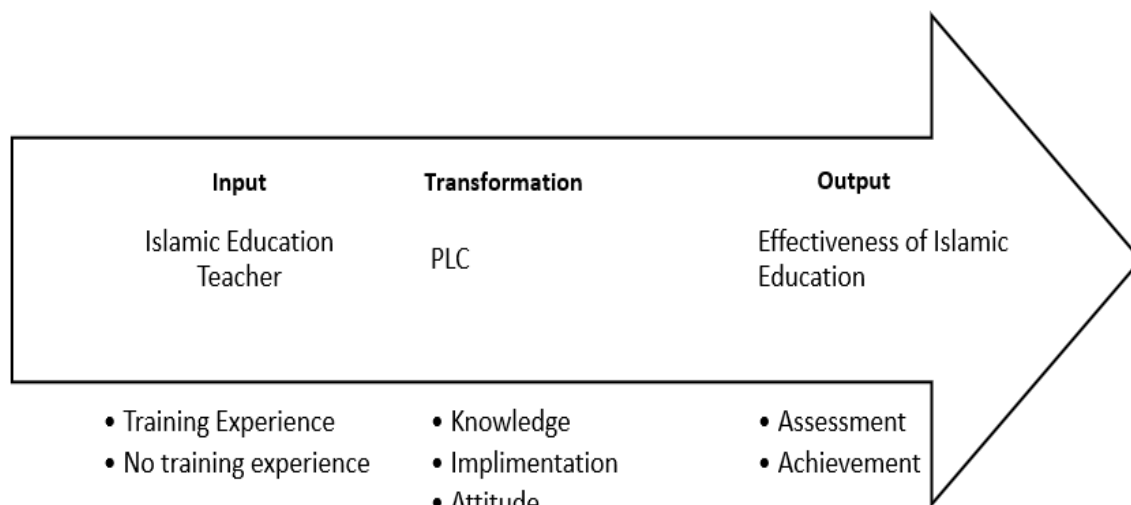 Input
Islamic Education
Teacher
• Training Experience
• No training experience
Transformation
PLC
• Knowledge
• Implimentation
• Attitude
Output
Effectiveness of Islamic
Education
• Assessment
• Achievement